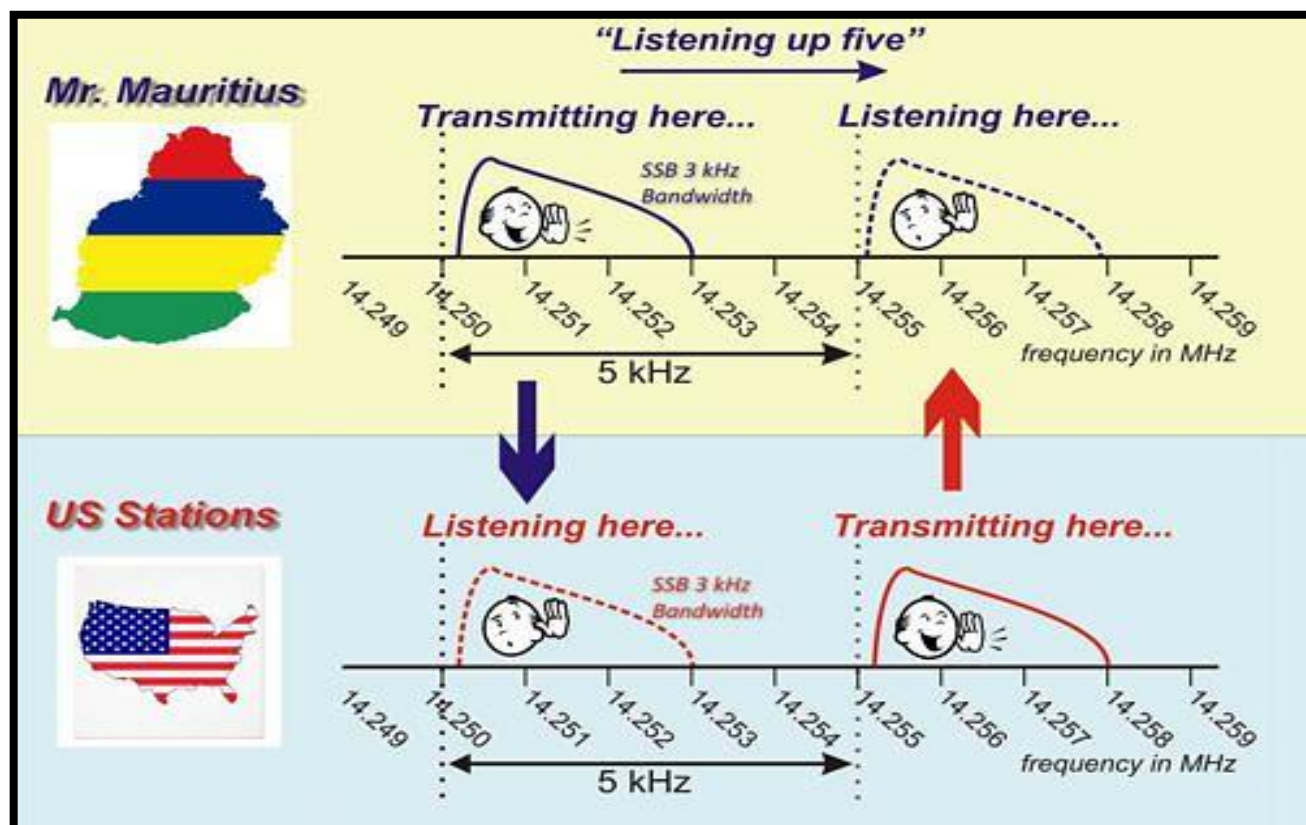 “Listening up five”
Mr. Mauritius
Transmitting here...
Listening here...
SSB 3 kHz
Bandwidth
14.249
14.250
14.251
14.252
14.253
14.254
14.255
14.256
14.257
14.258
14.259
frequency in MHz
5 kHz
US Stations
Listening here...
Transmitting here...
SSB 3 kHz
Bandwidth
14.249
14.250
14.251
14.252
14.253
14.254
14.255
14.256
14.257
14.258
14.259
frequency in MHz
5 kHz